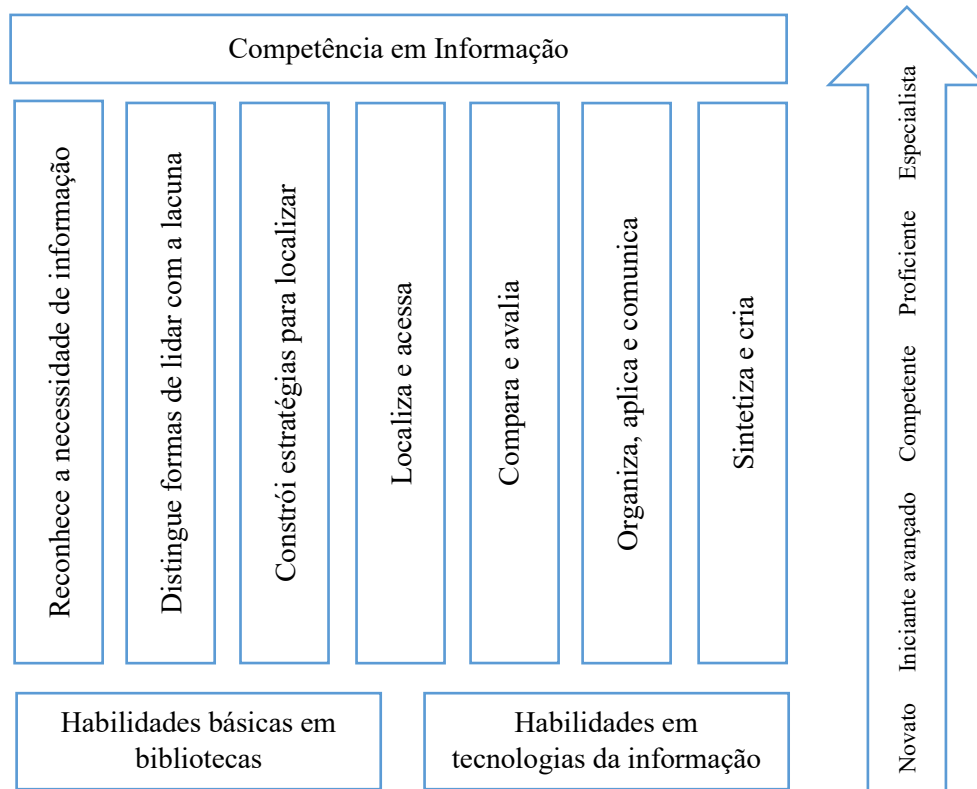 Competência em Informação
Reconhece a necessidade de informação
Distingue formas de lidar com a lacuna
Constrói estratégias para localizar
Localiza e acessa
Compara e avalia
Organiza, aplica e comunica
Sintetiza e cria
Habilidades básicas em
bibliotecas
Habilidades em
tecnologias da informação
Novato Iniciante avançado Competente Proficiente Especialista